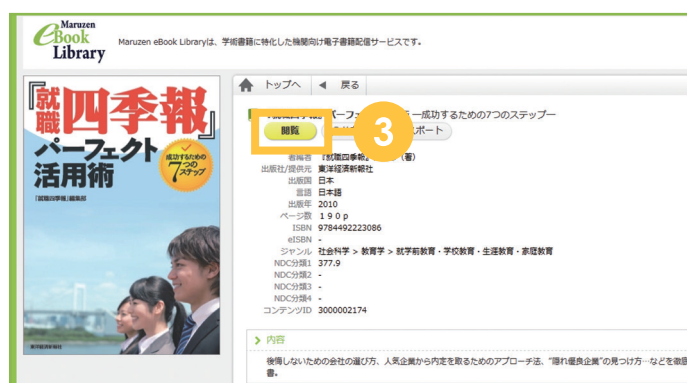 Maruzen
eBook
Library
Maruzen eBook Libraryは、学術書籍に特化した機関向け電子書籍配信サービスです。
『就職四季報』
パーフェクト
活用術
成功するための
7つの
ステップ
『就職四季報』編集部
東洋経済新報社
トップへ ◀ 戻る
ー成功するための7つのステップー
閲覧
3
ポート
著編者 『就職四季報』 (著)
出版社/提供元 東洋経済新報社
出版国 日本
言語 日本語
出版年 2010
ページ数 190p
ISBN 9784492223086
eISBN -
ジャンル 社会科学 > 教育学 > 就学前教育・学校教育・生涯教育・家庭教育
NDC分類1 377.9
NDC分類2 -
NDC分類3 -
NDC分類4 -
コンテンツID 3000002174
内容
後悔しないための会社の選び方、人気企業から内定を取るためのアプローチ法、“隠れ優良企業”の見つけ方…などを徹底
書。